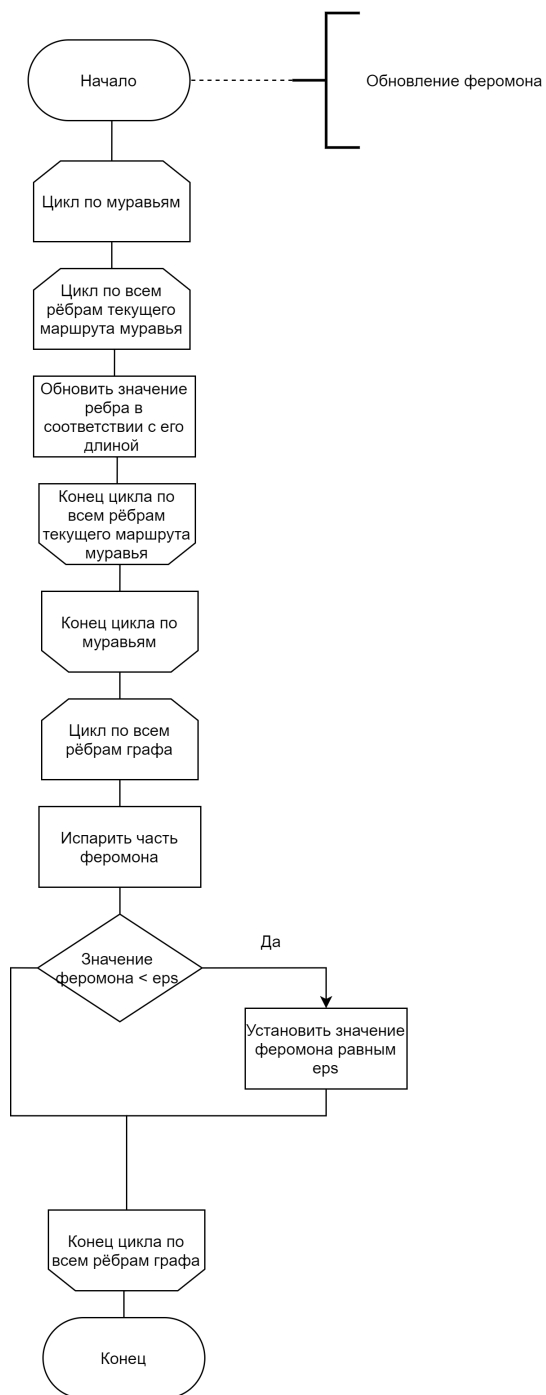 Начало
Обновление феромона
Цикл по муравьям
Цикл по всем
рёбрам текущего
маршрута муравья
Обновить значение
ребра в
соответствии с его
длиной
Конец цикла по
всем рёбрам
текущего маршрута
муравья
Конец цикла по
муравьям
Цикл по всем
рёбрам графа
Испарить часть
феромона
Значение
феромона < eps
Да
Установить значение
феромона равным
eps
Конец цикла по
всем рёбрам графа
Конец